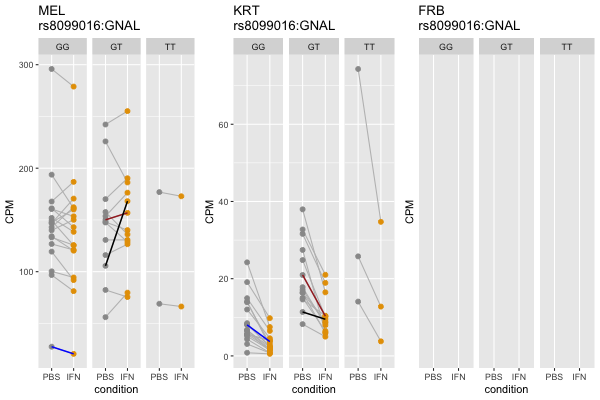 MEL
rs8099016:GNAL
GG GT TT
300
200
100
CPM
PBS IFN PBS IFN PBS IFN
condition
KRT
rs8099016:GNAL
GG GT TT
60
40
20
0
CPM
PBS IFN PBS IFN PBS IFN
condition
FRB
rs8099016:GNAL
GG GT TT
CPM
PBS IFN PBS IFN PBS IFN
condition